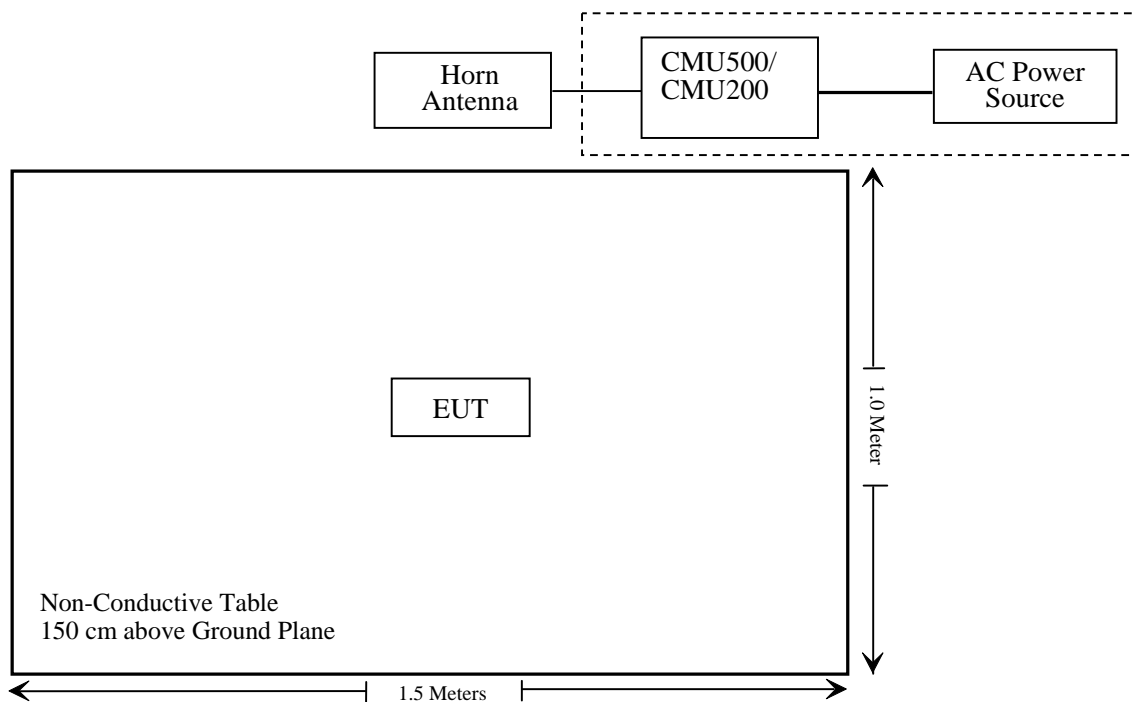 Horn
Antenna
CMU500/
CMU200
AC Power
Source
EUT
1.0 Meter
Non-Conductive Table
150 cm above Ground Plane
1.5 Meters